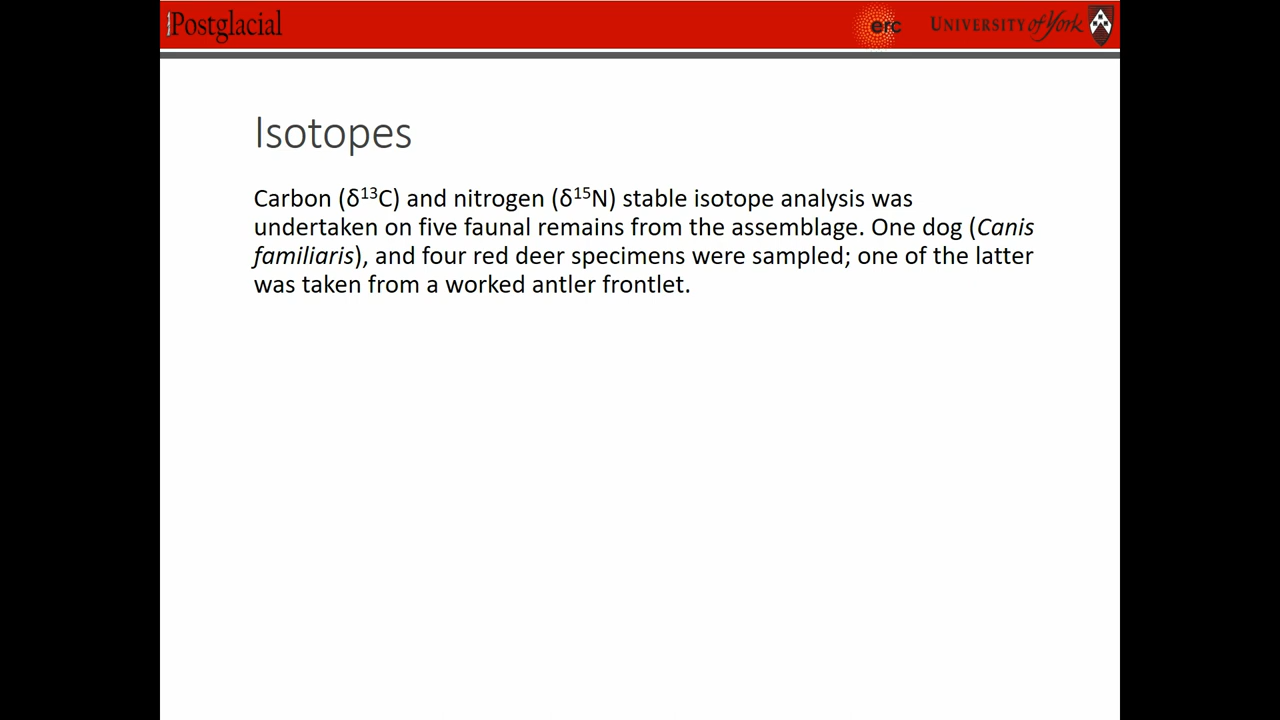 Postglacial
erc
UNIVERSITY of York
Isotopes
Carbon (δ¹³C) and nitrogen (δ¹⁵N) stable isotope analysis was
undertaken on five faunal remains from the assemblage. One dog (Canis
familiaris), and four red deer specimens were sampled; one of the latter
was taken from a worked antler frontlet.